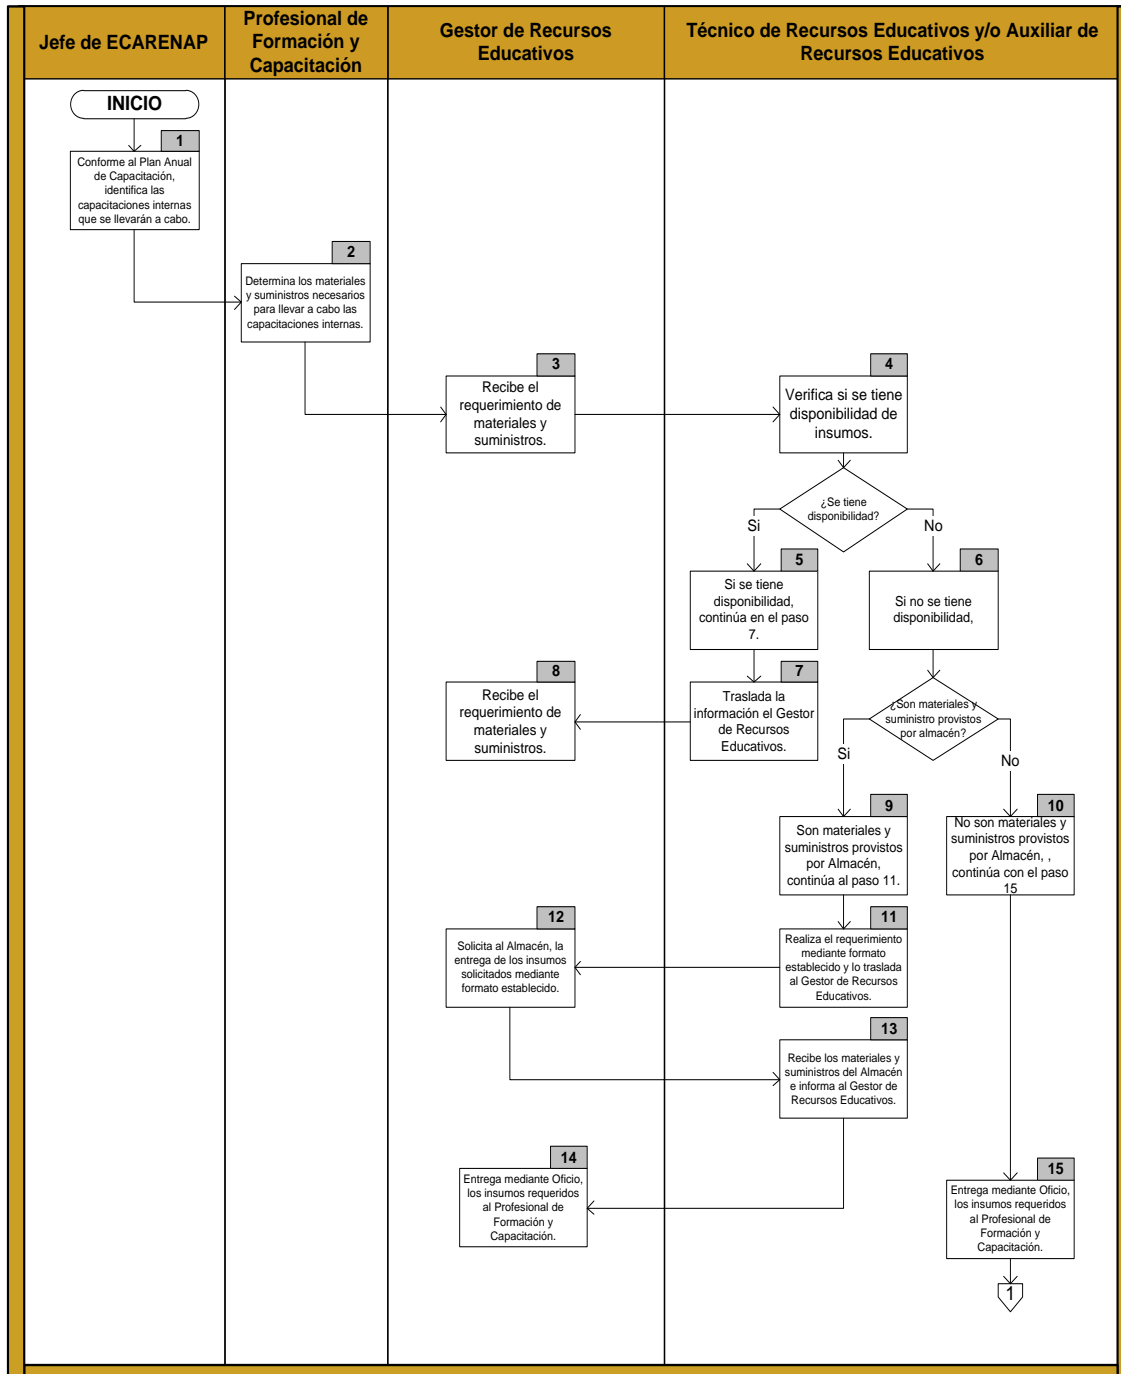 Jefe de ECARENAP
Profesional de
Formación y
Capacitación
Gestor de Recursos
Educativos
Técnico de Recursos Educativos y/o Auxiliar de
Recursos Educativos
INICIO
1
Conforme al Plan Anual
de Capacitación,
identifica las
capacitaciones internas
que se llevarán a cabo.
2
Determina los materiales
y suministros necesarios
para llevar a cabo las
capacitaciones internas.
3
Recibe el
requerimiento de
materiales y
suministros.
4
Verifica si se tiene
disponibilidad de
insumos.
¿Se tiene
disponibilidad?
Si
No
5
Si se tiene
disponibilidad,
continúa en el paso
7.
6
Si no se tiene
disponibilidad,
8
Recibe el
requerimiento de
materiales y
suministros.
7
Traslada la
información el Gestor
de Recursos
Educativos.
¿Son materiales y
suministro provistos
por almacén?
Si
No
9
Son materiales y
suministros provistos
por Almacén,
continúa al paso 11.
10
No son materiales y
suministros provistos
por Almacén, ,
continúa con el paso
15
12
Solicita al Almacén, la
entrega de los insumos
solicitados mediante
formato establecido.
11
Realiza el requerimiento
mediante formato
establecido y lo traslada
al Gestor de Recursos
Educativos.
13
Recibe los materiales y
suministros del Almacén
e informa al Gestor de
Recursos Educativos.
14
Entrega mediante Oficio,
los insumos requeridos
al Profesional de
Formación y
Capacitación.
15
Entrega mediante Oficio,
los insumos requeridos
al Profesional de
Formación y
Capacitación.
1